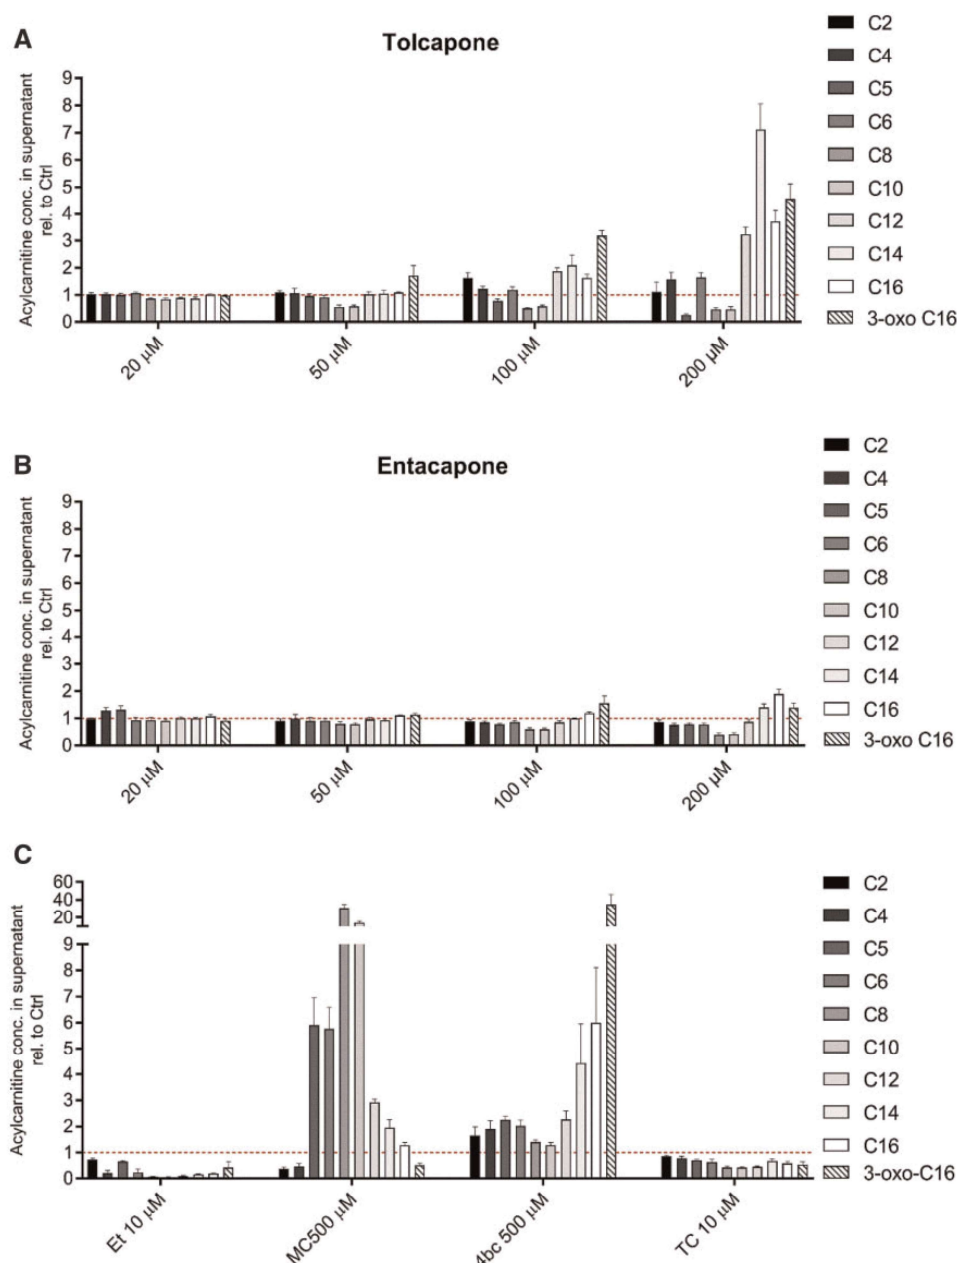 A
Tolcapone
Acylcarnitine conc. in supernatant
rel. to Ctrl
9
8
7
6
5
4
3
2
1
0
20 µM
50 µM
100 µM
200 µM
C2
C4
C5
C6
C8
C10
C12
C14
C16
3-oxo C16
B
Entacapone
Acylcarnitine conc. in supernatant
rel. to Ctrl
9
8
7
6
5
4
3
2
1
0
20 µM
50 µM
100 µM
200 µM
C2
C4
C5
C6
C8
C10
C12
C14
C16
3-oxo C16
C
Acylcarnitine conc. in supernatant
rel. to Ctrl
60
40
20
9
8
7
6
5
4
3
2
1
0
Et 10 µM
MC500 µM
4bc 500 µM
TC 10 µM
C2
C4
C5
C6
C8
C10
C12
C14
C16
3-oxo-C16